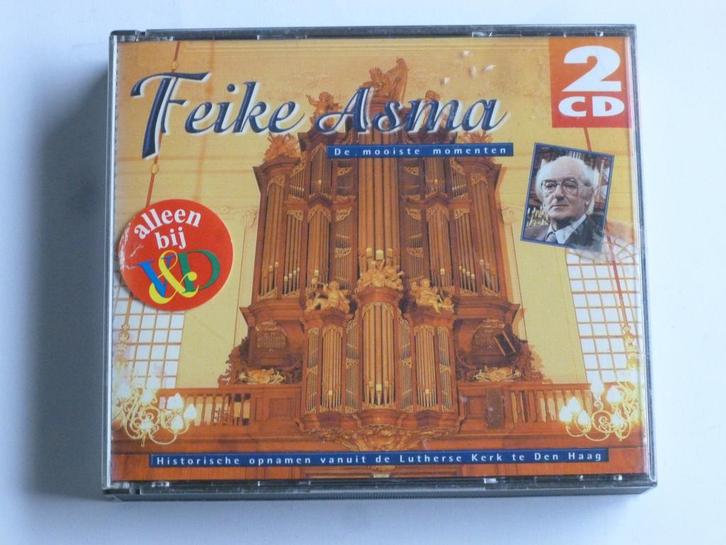 Feike Asma
De mooiste momenten
2
CD
alleen
bij
V&D
Historische opnamen vanuit de Lutherse Kerk te Den Haag